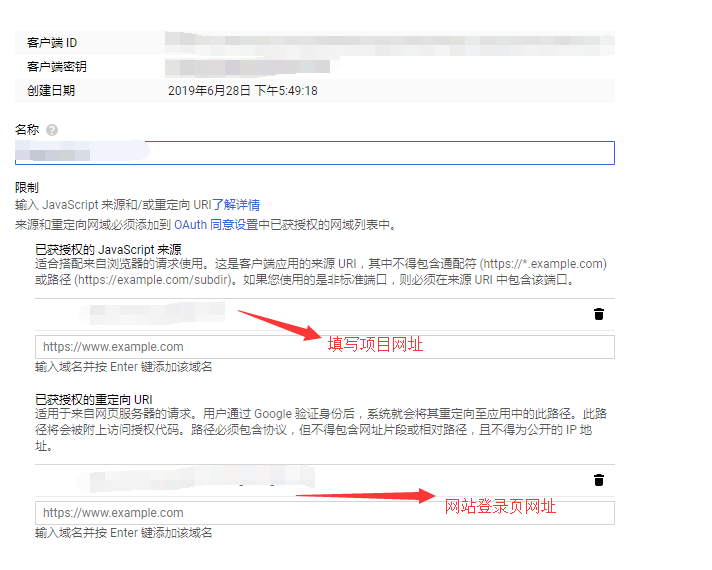 客户端 ID
客户端密钥
创建日期 2019年6月28日 下午5:49:18
名称
限制
输入 JavaScript 来源和/或重定向 URI了解详情
来源和重定向网域必须添加到 OAuth 同意设置中已获授权的网域列表中。
已获授权的 JavaScript 来源
适合搭配来自浏览器的请求使用。这是客户端应用的来源 URI，其中不得包含通配符 (https://*.example.com)
或路径 (https://example.com/subdir)。如果您使用的是非标准端口，则必须在来源 URI 中包含该端口。
填写项目网址
https://www.example.com
输入域名并按 Enter 键添加该域名
已获授权的重定向 URI
适用于来自网页服务器的请求。用户通过 Google 验证身份后，系统就会将其重定向至应用中的此路径。此路
径将会被附上访问授权代码。路径必须包含协议，但不得包含网址片段或相对路径，且不得为公开的 IP 地
址。
网站登录页网址
https://www.example.com
输入域名并按 Enter 键添加该域名